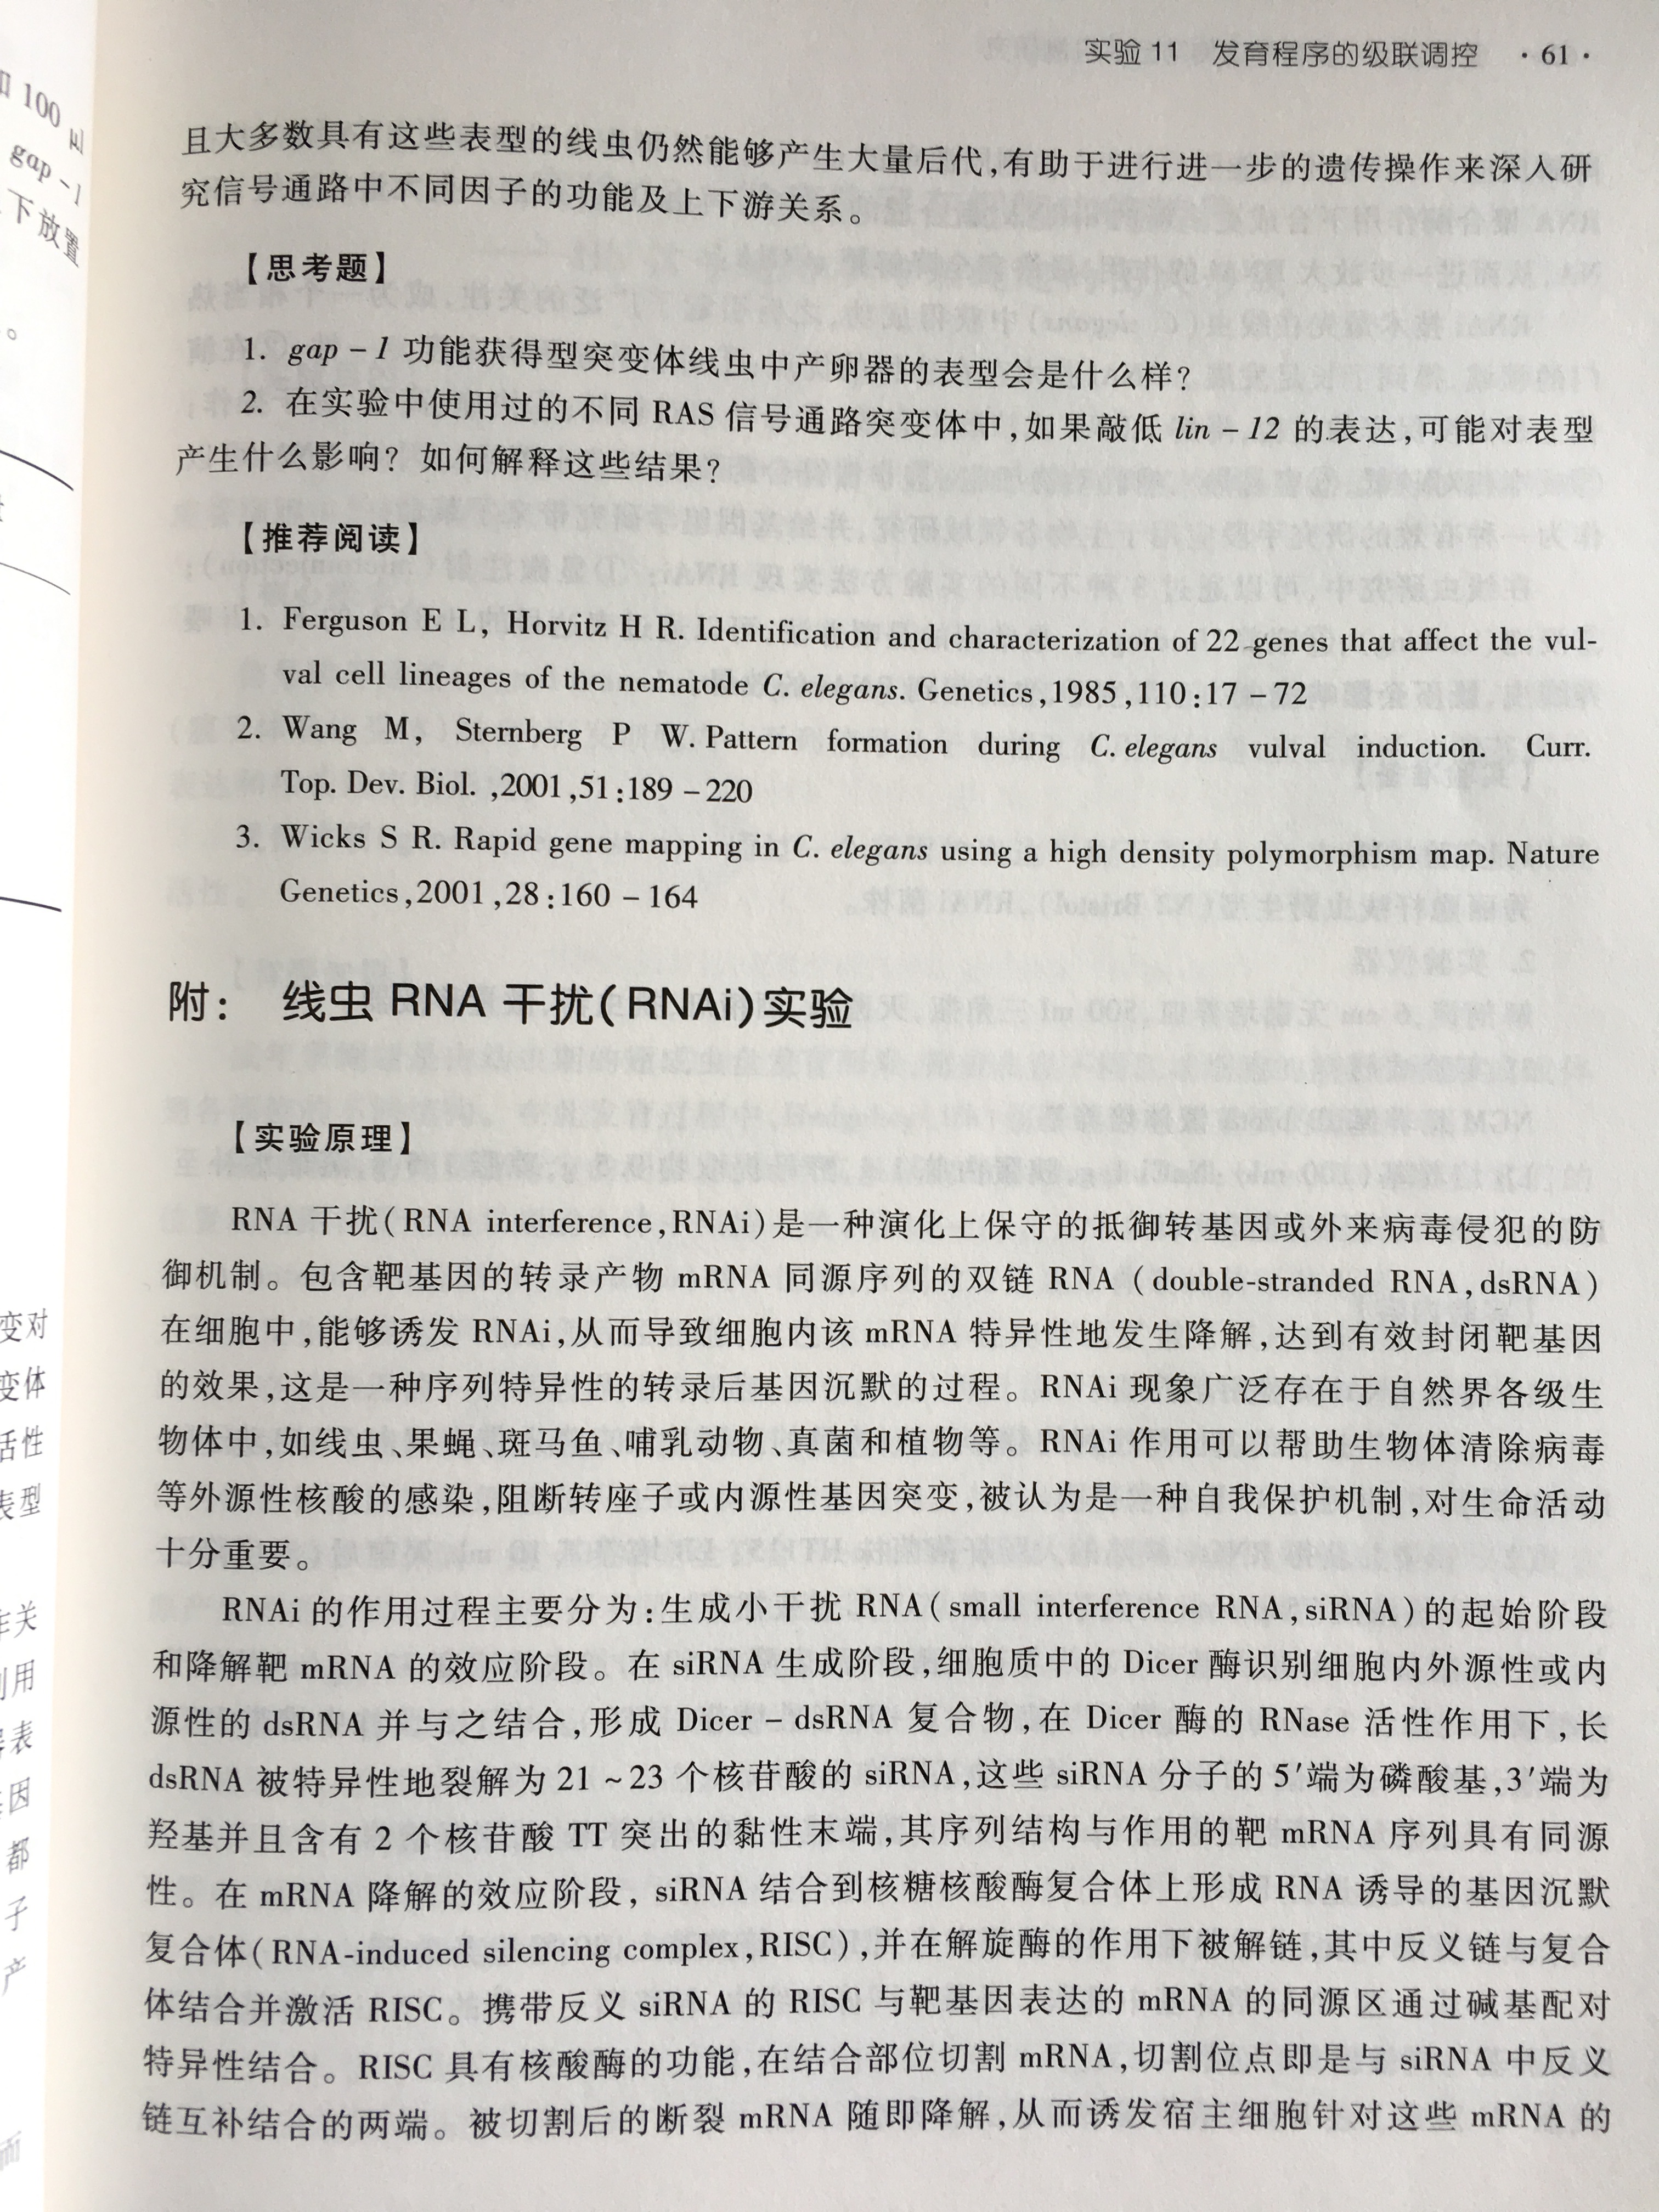 实验 11　发育程序的级联调控　· 61 ·
且大多数具有这些表型的线虫仍然能够产生大量后代,有助于进行进一步的遗传操作来深入研
究信号通路中不同因子的功能及上下游关系。
【思考题】
1. gap－1 功能获得型突变体线虫中产卵器的表型会是什么样?
2. 在实验中使用过的不同 RAS 信号通路突变体中,如果敲低 lin－12 的表达,可能对表型
产生什么影响? 如何解释这些结果?
【推荐阅读】
1. Ferguson E L, Horvitz H R. Identification and characterization of 22 genes that affect the vul-
val cell lineages of the nematode C. elegans. Genetics,1985,110:17－72
2. Wang M, Sternberg P W. Pattern formation during C. elegans vulval induction. Curr.
Top. Dev. Biol. ,2001,51:189－220
3. Wicks S R. Rapid gene mapping in C. elegans using a high density polymorphism map. Nature
Genetics,2001,28:160－164
附: 线虫 RNA 干扰(RNAi)实验
【实验原理】
RNA 干扰(RNA interference,RNAi)是一种演化上保守的抵御转基因或外来病毒侵犯的防
御机制。包含靶基因的转录产物 mRNA 同源序列的双链 RNA (double-stranded RNA,dsRNA)
在细胞中,能够诱发 RNAi,从而导致细胞内该 mRNA 特异性地发生降解,达到有效封闭靶基因
的效果,这是一种序列特异性的转录后基因沉默的过程。RNAi 现象广泛存在于自然界各级生
物体中,如线虫、果蝇、斑马鱼、哺乳动物、真菌和植物等。RNAi 作用可以帮助生物体清除病毒
等外源性核酸的感染,阻断转座子或内源性基因突变,被认为是一种自我保护机制,对生命活动
十分重要。
RNAi 的作用过程主要分为:生成小干扰 RNA(small interference RNA,siRNA)的起始阶段
和降解靶 mRNA 的效应阶段。在 siRNA 生成阶段,细胞质中的 Dicer 酶识别细胞内外源性或内
源性的 dsRNA 并与之结合,形成 Dicer－dsRNA 复合物,在 Dicer 酶的 RNase 活性作用下,长
dsRNA 被特异性地裂解为 21～23 个核苷酸的 siRNA,这些 siRNA 分子的 5′端为磷酸基,3′端为
羟基并且含有 2 个核苷酸 TT 突出的黏性末端,其序列结构与作用的靶 mRNA 序列具有同源
性。在 mRNA 降解的效应阶段, siRNA 结合到核糖核酸酶复合体上形成 RNA 诱导的基因沉默
复合体(RNA-induced silencing complex,RISC),并在解旋酶的作用下被解链,其中反义链与复合
体结合并激活 RISC。携带反义 siRNA 的 RISC 与靶基因表达的 mRNA 的同源区通过碱基配对
特异性结合。RISC 具有核酸酶的功能,在结合部位切割 mRNA,切割位点即是与 siRNA 中反义
链互补结合的两端。被切割后的断裂 mRNA 随即降解,从而诱发宿主细胞针对这些 mRNA 的
100 μ
gap－1
下放置
。
变对
变体
活性
表型
作关
利用
表
因
都
子
产
而